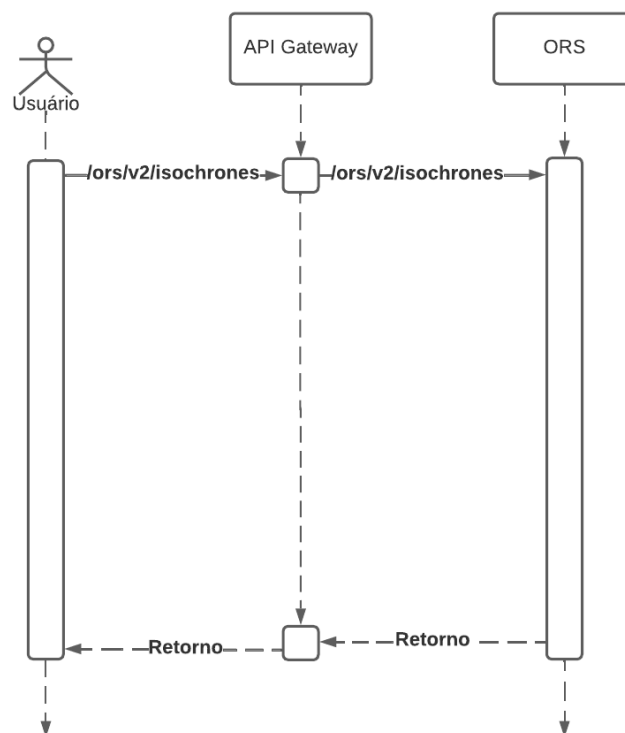 API Gateway
ORS
Usuário
/ors/v2/isochrones
/ors/v2/isochrones
Retorno
Retorno